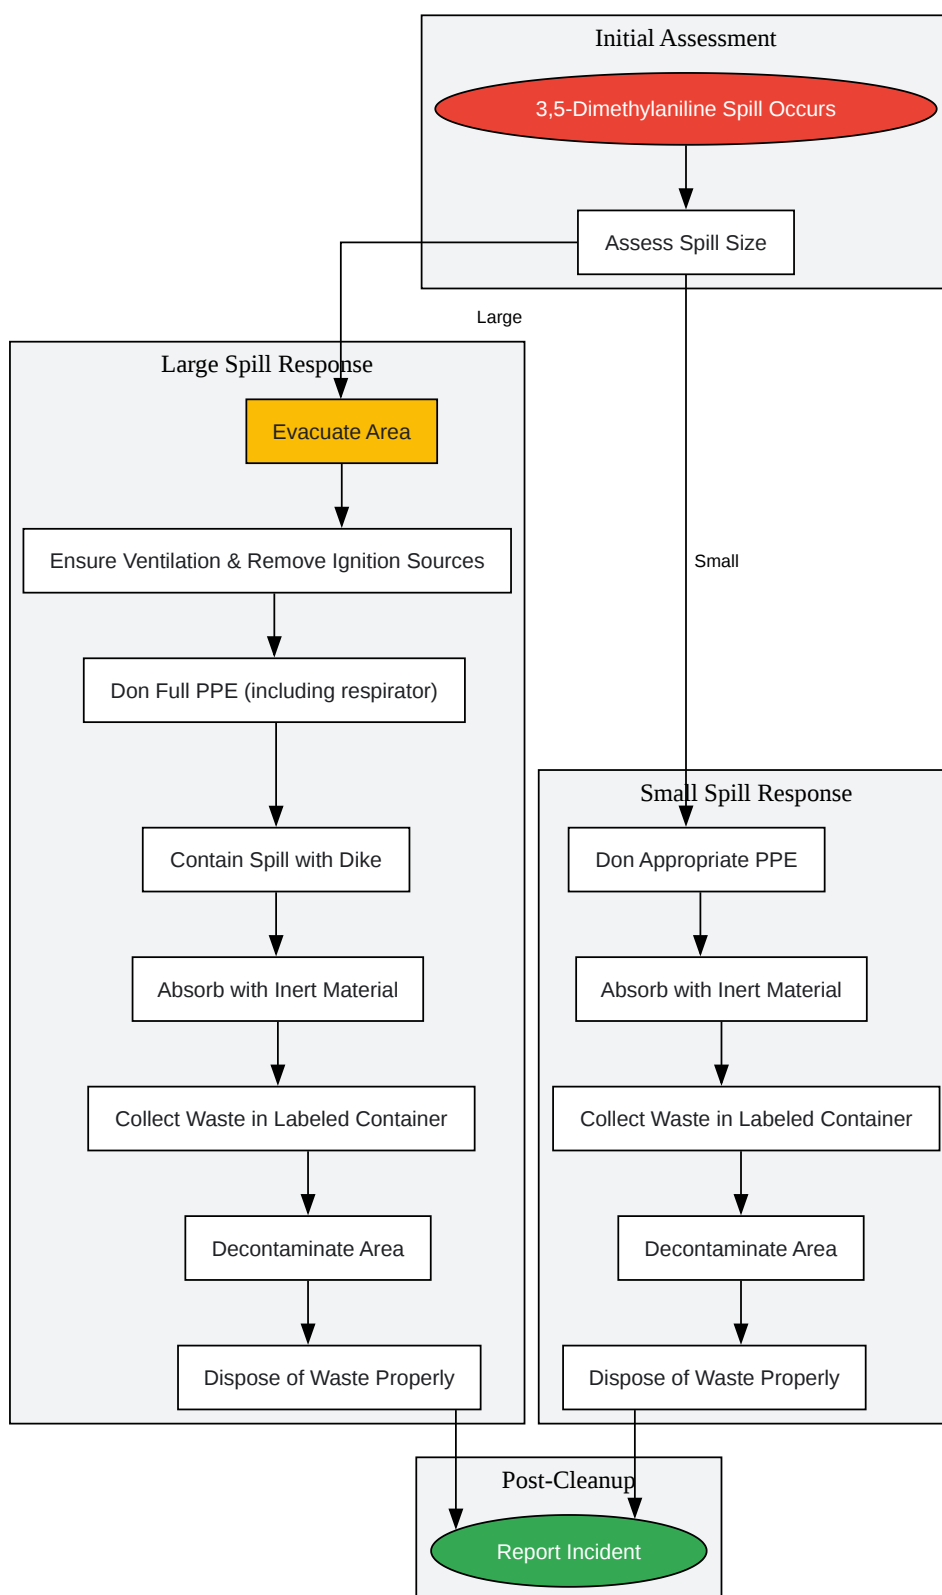 Initial Assessment
3,5-Dimethylaniline Spill Occurs
Assess Spill Size
Large
Large Spill Response
Evacuate Area
Ensure Ventilation & Remove Ignition Sources
Small
Don Full PPE (including respirator)
Contain Spill with Dike
Absorb with Inert Material
Collect Waste in Labeled Container
Decontaminate Area
Dispose of Waste Properly
Small Spill Response
Don Appropriate PPE
Absorb with Inert Material
Collect Waste in Labeled Container
Decontaminate Area
Dispose of Waste Properly
Post-Cleanup
Report Incident